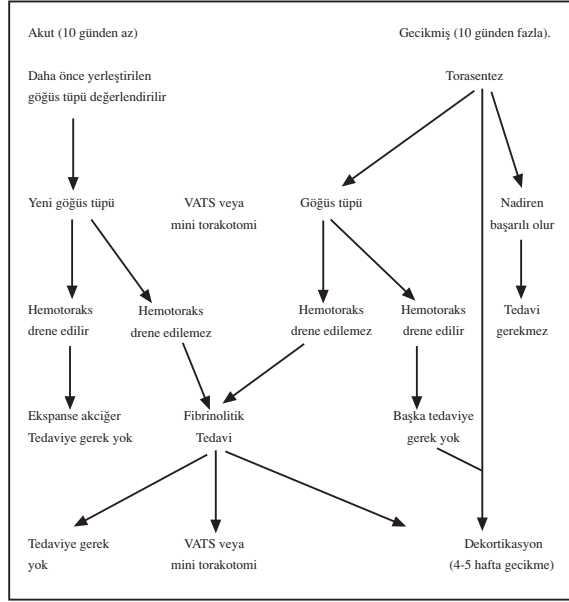 Akut (10 günden az)
Gecikmiş (10 günden fazla).
Daha önce yerleştirilen
göğüs tüpü değerlendirilir
Torasentez
Yeni göğüs tüpü
VATS veya
mini torakotomi
Göğüs tüpü
Nadiren
başarılı olur
Hemotoraks
drene edilir
Hemotoraks
drene edilemez
Hemotoraks
drene edilemez
Hemotoraks
drene edilir
Tedavi
gerekmez
Ekspanse akciğer
Tedaviye gerek yok
Fibrinolitik
Tedavi
Başka tedaviye
gerek yok
Tedaviye gerek
yok
VATS veya
mini torakotomi
Dekortikasyon
(4-5 hafta gecikme)